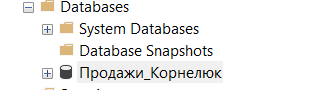 Databases
System Databases
Database Snapshots
Продажи_Корнелюк